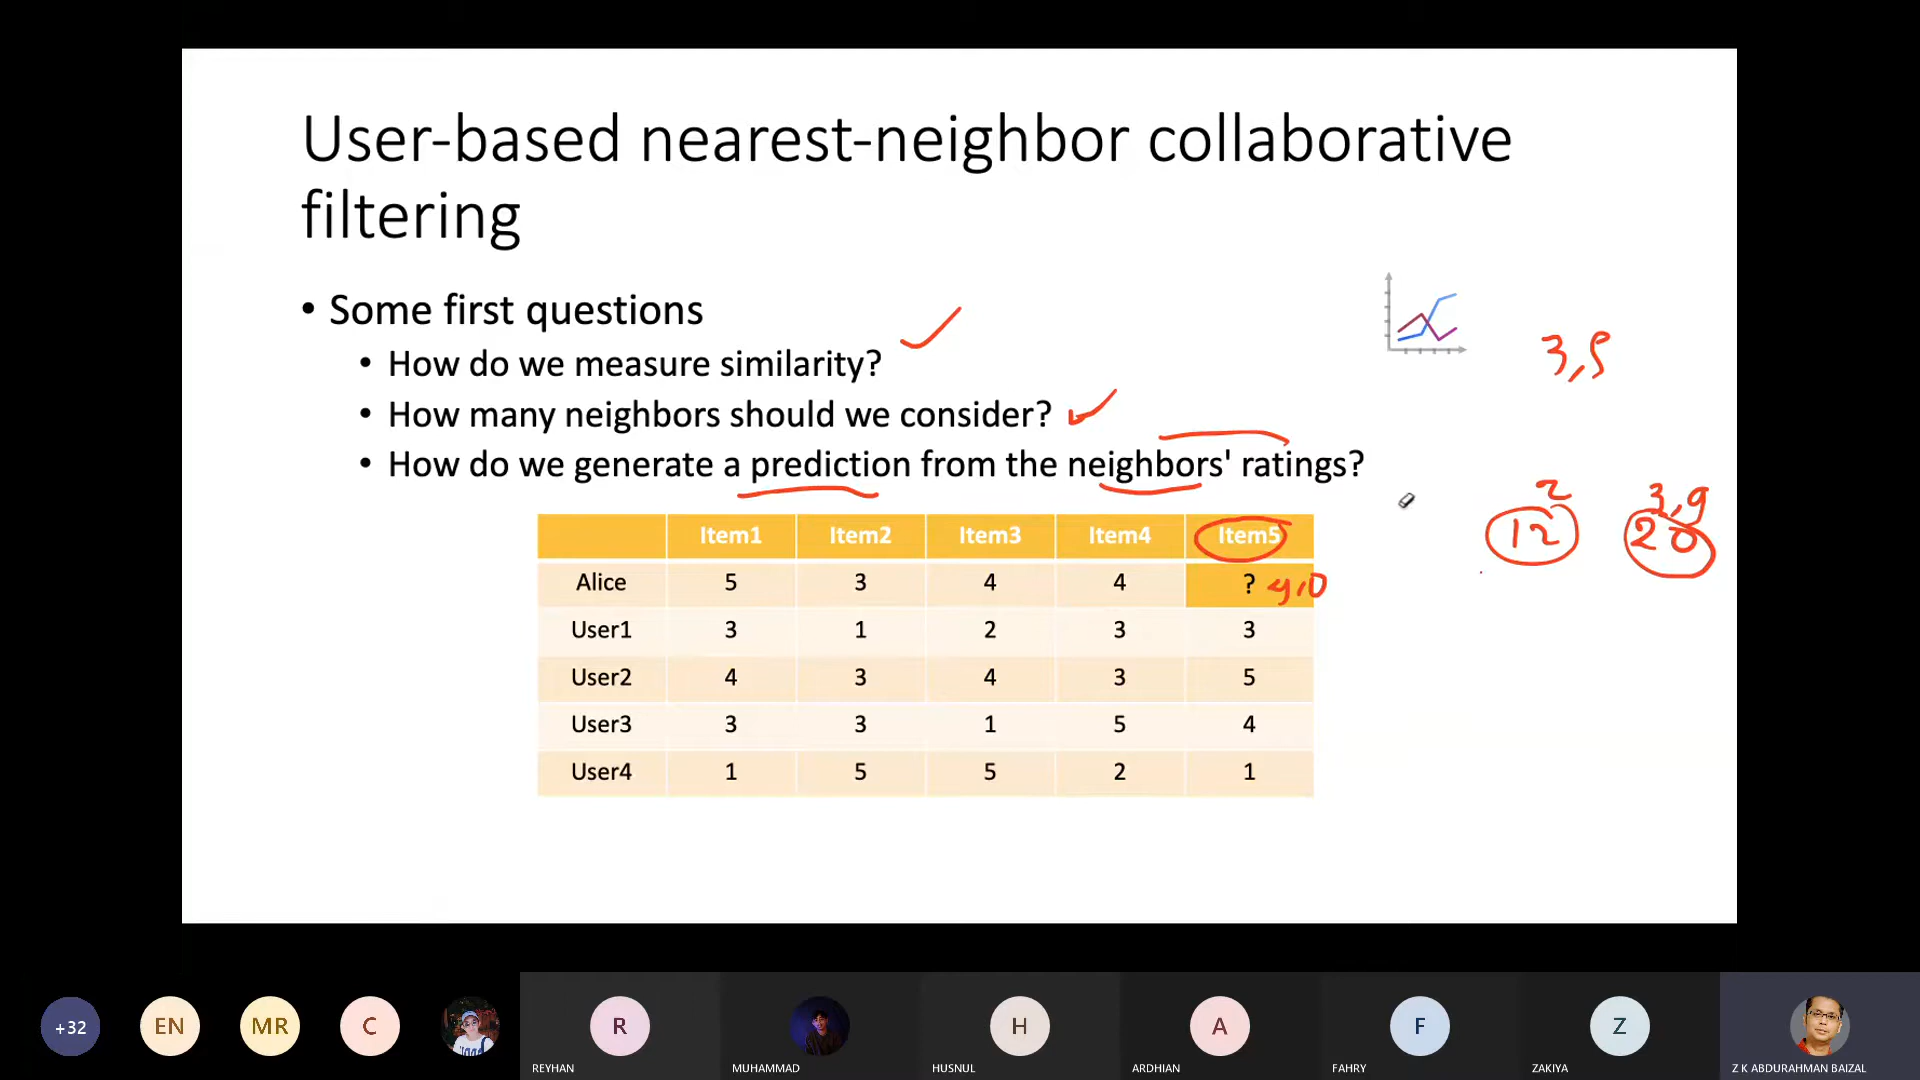 User-based nearest-neighbor collaborative
filtering
• Some first questions
• How do we measure similarity?
• How many neighbors should we consider?
• How do we generate a prediction from the neighbors' ratings?
3,5
2 3,9
12 20
Item1 Item2 Item3 Item4 Item5
Alice 5 3 4 4 ? 4,0
User1 3 1 2 3 3
User2 4 3 4 3 5
User3 3 3 1 5 4
User4 1 5 5 2 1
+32 EN MR C R H A F Z
REYHAN MUHAMMAD HUSNUL ARDHIAN FAHRY ZAKIYA Z K ABDURAHMAN BAIZAL